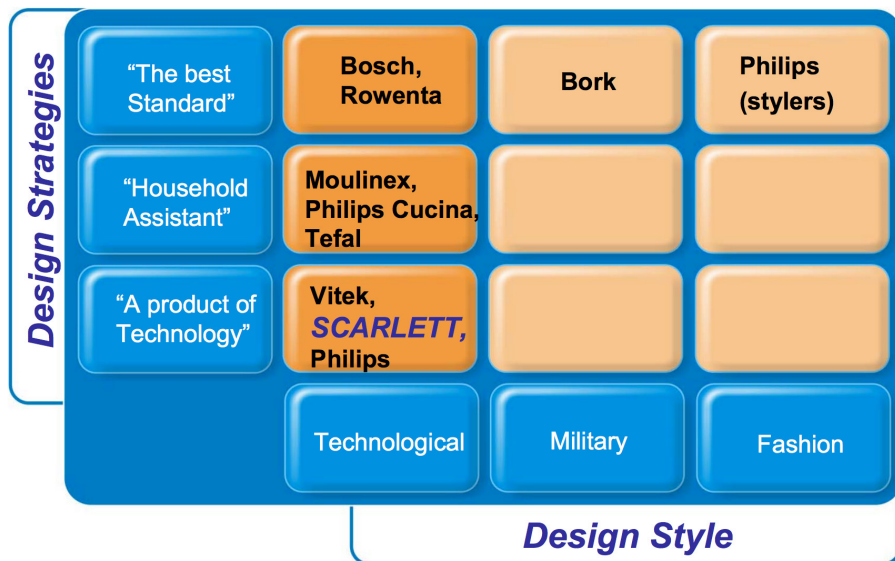 Design Strategies
“The best
Standard”
Bosch,
Rowenta
Bork
Philips
(stylers)
“Household
Assistant”
Moulinex,
Philips Cucina,
Tefal
“A product of
Technology”
Vitek,
SCARLETT,
Philips
Technological
Military
Fashion
Design Style